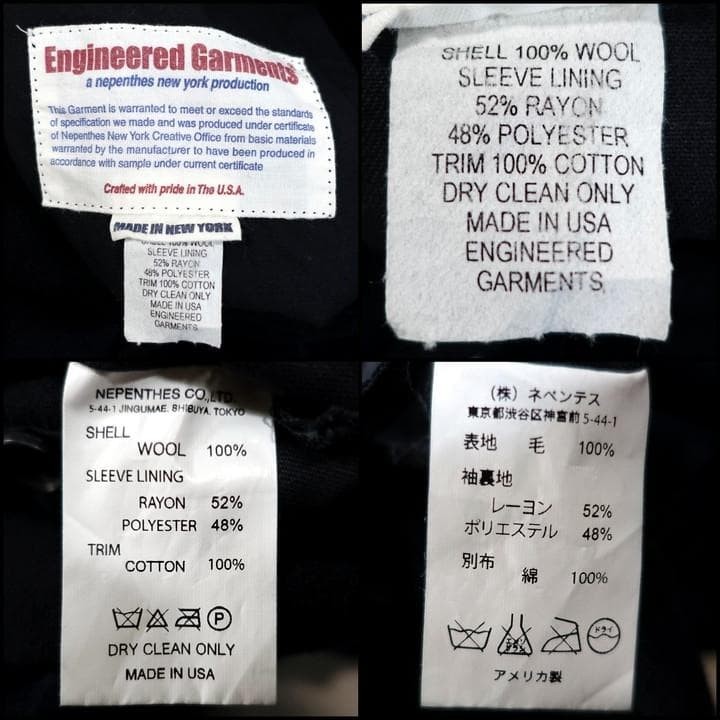 Engineered Garments
a nepenthes new york production
This Garment is warranted to meet or exceed the standards
of specification we made and was produced under certificate
of Nepenthes New York Creative Office from basic materials
warranted by the manufacturer to have been produced in
accordance with sample under current certificate
Crafted with pride in The U.S.A.
MADE IN NEW YORK
SHELL 100% WOOL
SLEEVE LINING
52% RAYON
48% POLYESTER
TRIM 100% COTTON
DRY CLEAN ONLY
MADE IN USA
ENGINEERED
GARMENTS
SHELL 100% WOOL
SLEEVE LINING
52% RAYON
48% POLYESTER
TRIM 100% COTTON
DRY CLEAN ONLY
MADE IN USA
ENGINEERED
GARMENTS
NEPENTHES CO.,LTD.
5-44-1 JINGUMAE. SHIBUYA. TOKYO
SHELL
WOOL 100%
SLEEVE LINING
RAYON 52%
POLYESTER 48%
TRIM
COTTON 100%
P
DRY CLEAN ONLY
MADE IN USA
(株) ネペンテス
東京都渋谷区神宮前5-44-1
表地 毛 100%
袖裏地
レーヨン 52%
ポリエステル 48%
別布
綿 100%
エンソサラシ
ドライ
アメリカ製